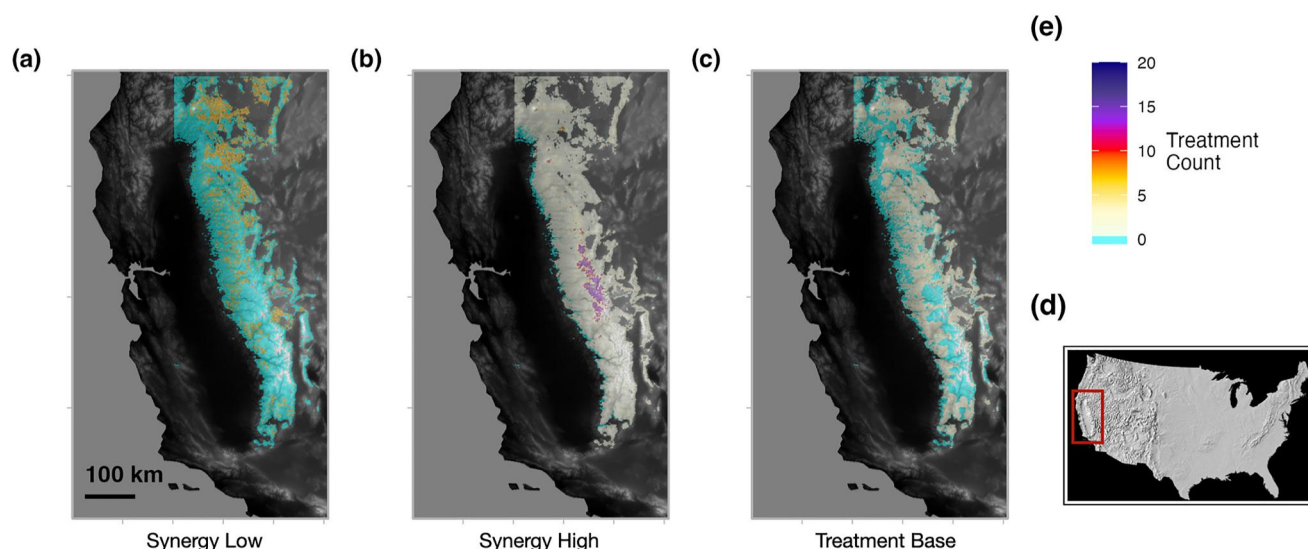 (a)
(b)
(c)
(e)
20
15
10
5
0
Treatment
Count
(d)
100 km
Synergy Low
Synergy High
Treatment Base